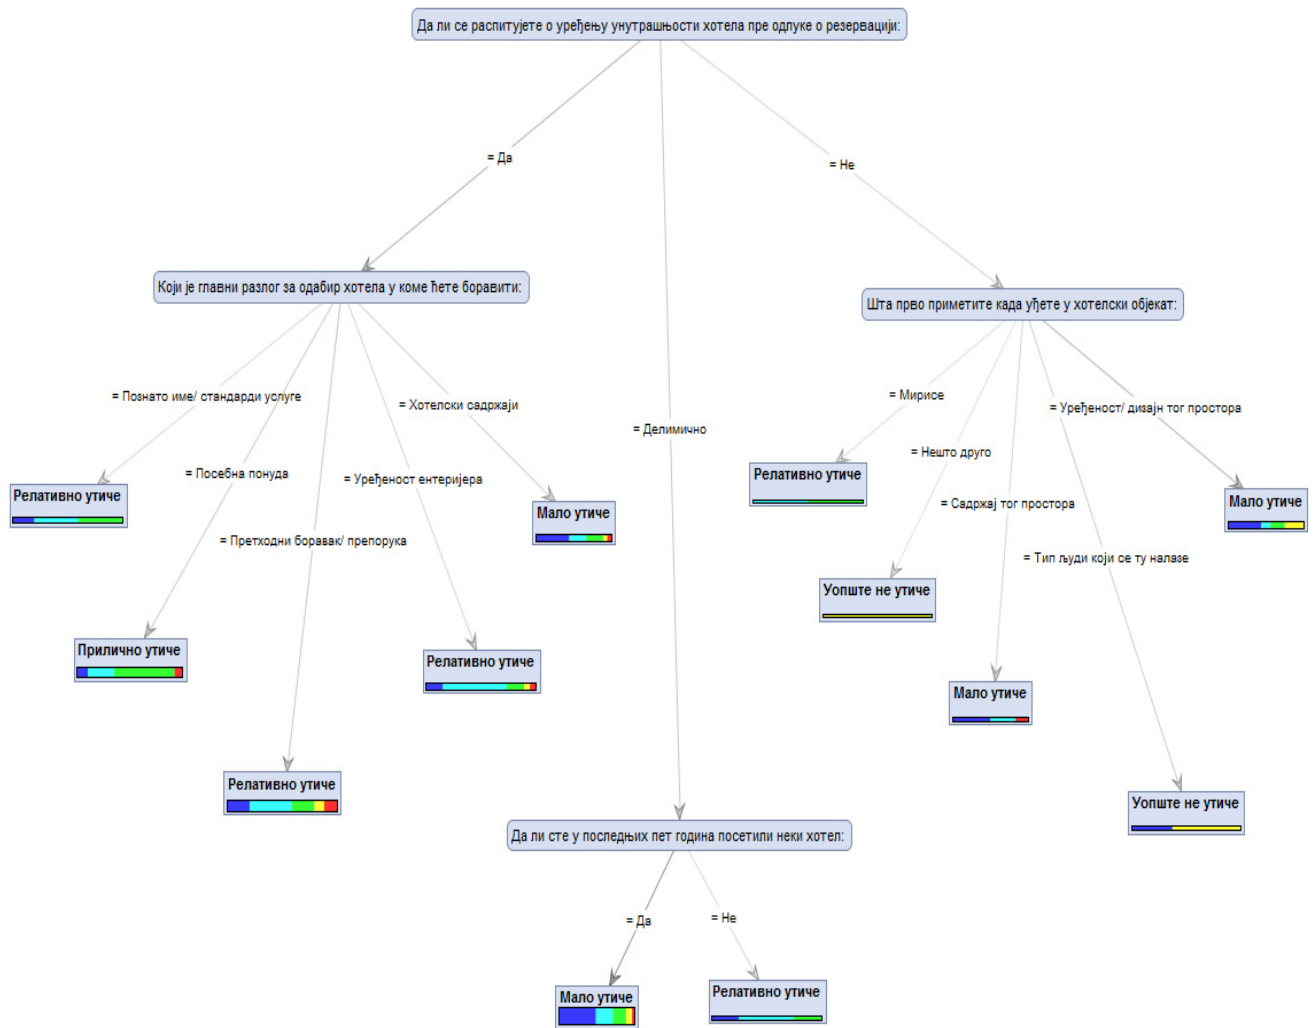 Да ли се распитујете о уређењу унутрашњости хотела пре одлуке о резервацији:
= Да
= Не
Који је главни разлог за одабир хотела у коме ћете боравити:
Шта прво приметите када уђете у хотелски објекат:
= Познато име/ стандарди услуге
= Хотелски садржаји
= Мирисе
= Уређеност/ дизајн тог простора
= Делимично
= Посебна понуда
= Уређеност ентеријера
= Нешто друго
Релативно утиче
Мало утиче
Релативно утиче
Мало утиче
= Садржај тог простора
= Претходни боравак/ препорука
= Тип људи који се ту налазе
Уопште не утиче
Прилично утиче
Релативно утиче
Мало утиче
Релативно утиче
Уопште не утиче
Да ли сте у последњих пет година посетили неки хотел:
= Да
= Не
Мало утиче
Релативно утиче